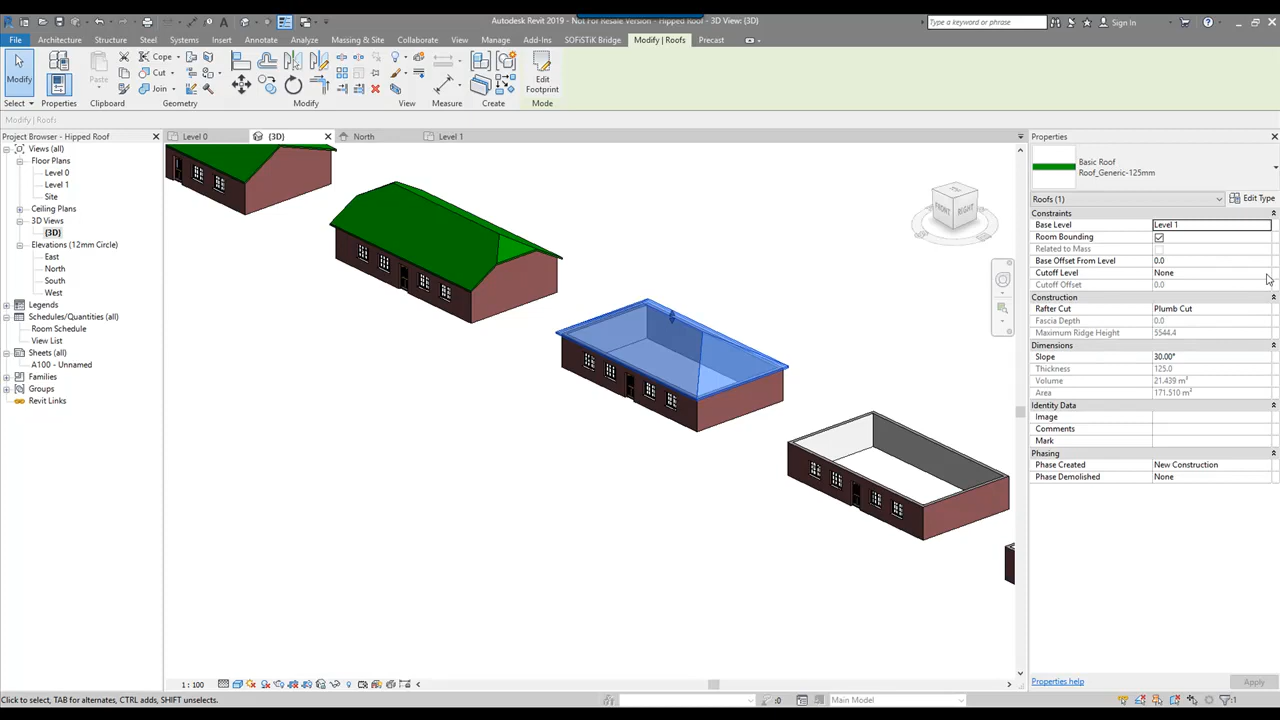 Autodesk Revit 2019 - Not For Resale Version - Hipped Roof - 3D View: {3D}
Type a keyword or phrase
Sign In
File
Architecture
Structure
Steel
Systems
Insert
Annotate
Analyze
Massing & Site
Collaborate
View
Manage
Add-Ins
SOFiSTiK Bridge
Modify | Roofs
Precast
Modify
Paste
Cope
Cut
Join
Edit
Footprint
Select
Properties
Clipboard
Geometry
Modify
View
Measure
Create
Mode
Modify | Roofs
Project Browser - Hipped Roof
Views (all)
Floor Plans
Level 0
Level 1
Site
Ceiling Plans
3D Views
{3D}
Elevations (12mm Circle)
East
North
South
West
Legends
Schedules/Quantities (all)
Room Schedule
View List
Sheets (all)
A100 - Unnamed
Families
Groups
Revit Links
Level 0
{3D}
North
Level 1
TOP
FRONT
RIGHT
Properties
Basic Roof
Roof_Generic-125mm
Roofs (1)
Edit Type
Constraints
Base Level Level 1
Room Bounding
Related to Mass
Base Offset From Level 0.0
Cutoff Level None
Cutoff Offset 0.0
Construction
Rafter Cut Plumb Cut
Fascia Depth 0.0
Maximum Ridge Height 5544.4
Dimensions
Slope 30.00°
Thickness 125.0
Volume 21.439 m³
Area 171.510 m²
Identity Data
Image
Comments
Mark
Phasing
Phase Created New Construction
Phase Demolished None
Properties help
Apply
1 : 100
Click to select, TAB for alternates, CTRL adds, SHIFT unselects.
:0
Main Model
:1